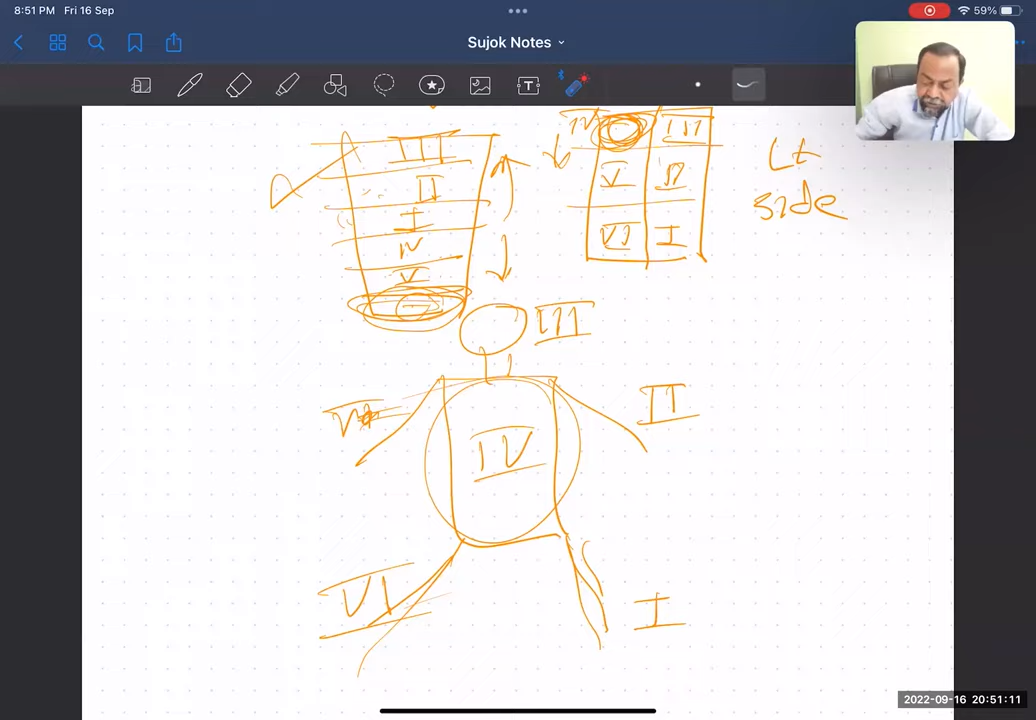 8:51 PM Fri 16 Sep
59%
Sujok Notes
III
II
I
IV
V
IV III
V II
VI I
Lt
side
III
V
II
IV
VI
I
2022-09-16 20:51:11